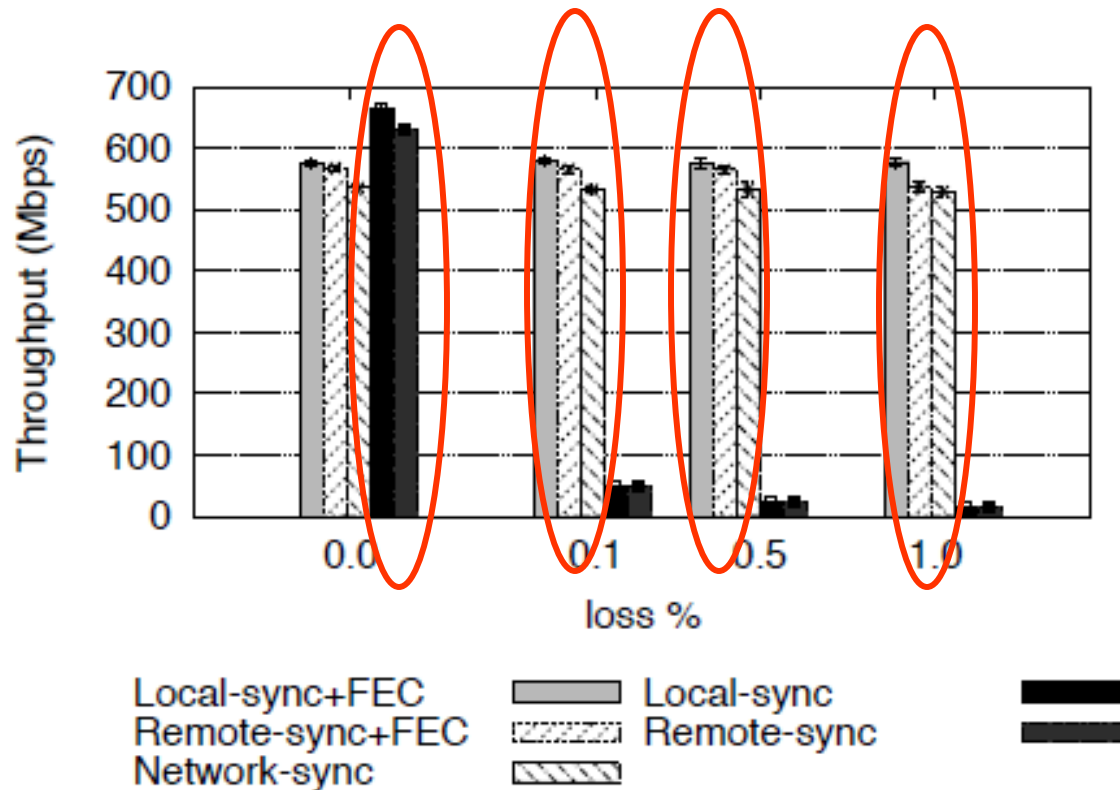 Throughput (Mbps)
700
600
500
400
300
200
100
0
0.0 0.1 0.5 1.0
loss %
Local-sync+FEC Local-sync
Remote-sync+FEC Remote-sync
Network-sync